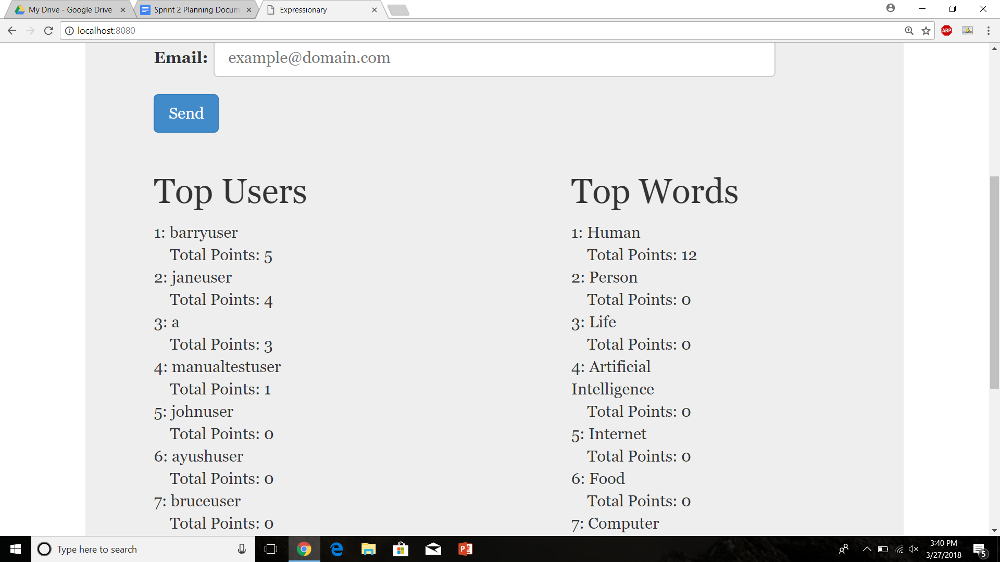 My Drive - Google Drive
Sprint 2 Planning Docum
Expressionary
localhost:8080
ABP
Email: example@domain.com
Send
Top Users
1: barryuser
Total Points: 5
2: janeuser
Total Points: 4
3: a
Total Points: 3
4: manualtestuser
Total Points: 1
5: johnuser
Total Points: 0
6: ayushuser
Total Points: 0
7: bruceuser
Total Points: 0
Top Words
1: Human
Total Points: 12
2: Person
Total Points: 0
3: Life
Total Points: 0
4: Artificial
Intelligence
Total Points: 0
5: Internet
Total Points: 0
6: Food
Total Points: 0
7: Computer
Type here to search
3:40 PM
3/27/2018
5